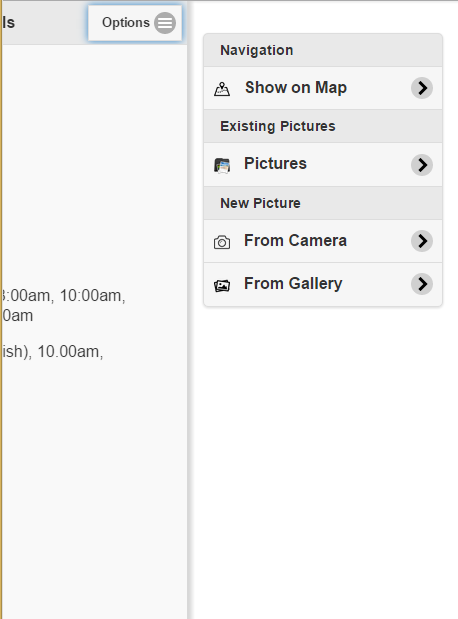 ls
Options
:00am, 10:00am,
0am
ish), 10.00am,
Navigation
Show on Map
Existing Pictures
Pictures
New Picture
From Camera
From Gallery